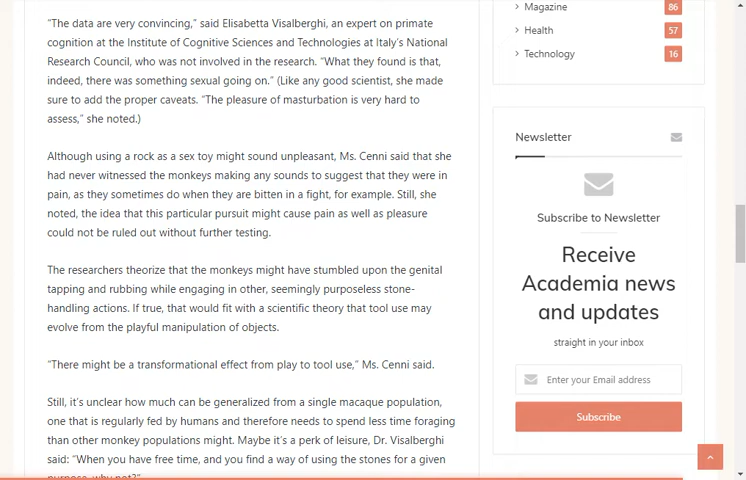 “The data are very convincing,” said Elisabetta Visalberghi, an expert on primate
cognition at the Institute of Cognitive Sciences and Technologies at Italy’s National
Research Council, who was not involved in the research. “What they found is that,
indeed, there was something sexual going on.” (Like any good scientist, she made
sure to add the proper caveats. “The pleasure of masturbation is very hard to
assess,” she noted.)
Although using a rock as a sex toy might sound unpleasant, Ms. Cenni said that she
had never witnessed the monkeys making any sounds to suggest that they were in
pain, as they sometimes do when they are bitten in a fight, for example. Still, she
noted, the idea that this particular pursuit might cause pain as well as pleasure
could not be ruled out without further testing.
The researchers theorize that the monkeys might have stumbled upon the genital
tapping and rubbing while engaging in other, seemingly purposeless stone-
handling actions. If true, that would fit with a scientific theory that tool use may
evolve from the playful manipulation of objects.
“There might be a transformational effect from play to tool use,” Ms. Cenni said.
Still, it’s unclear how much can be generalized from a single macaque population,
one that is regularly fed by humans and therefore needs to spend less time foraging
than other monkey populations might. Maybe it’s a perk of leisure, Dr. Visalberghi
said: “When you have free time, and you find a way of using the stones for a given
purpose, why not?”
Magazine 86
Health 57
Technology 16
Newsletter
Subscribe to Newsletter
Receive
Academia news
and updates
straight in your inbox
Enter your Email address
Subscribe